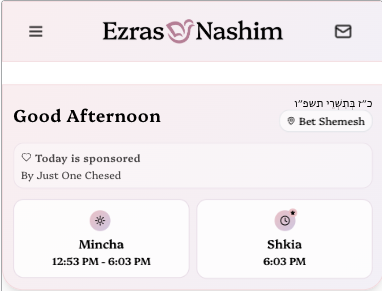 Ezras Nashim
כ״ז בְּתִשְׁרֵי תשפ״ו
Good Afternoon
Bet Shemesh
Today is sponsored
By Just One Chesed
Mincha
12:53 PM - 6:03 PM
Shkia
6:03 PM